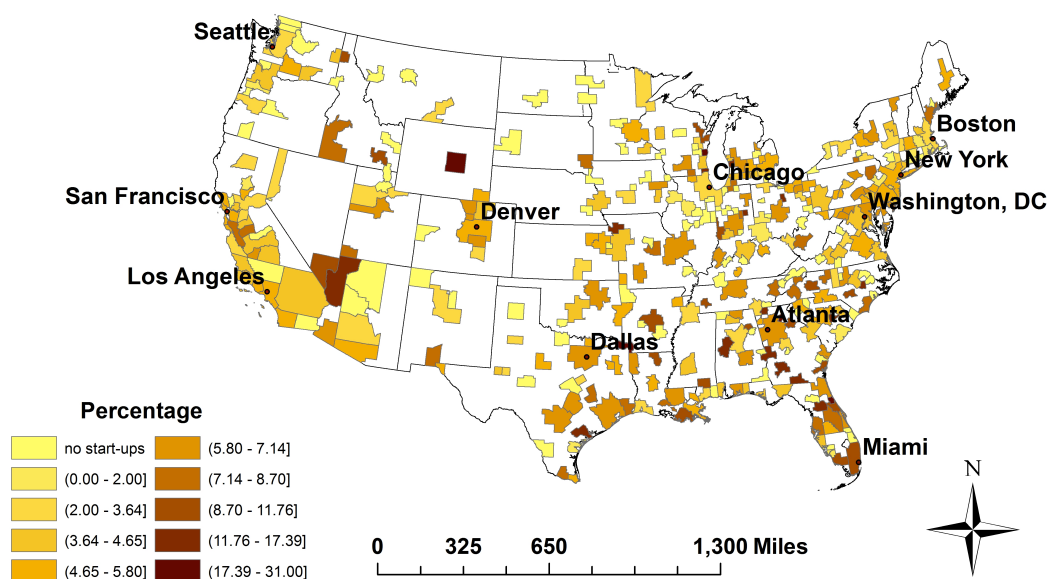 Seattle
Boston
New York
Chicago
San Francisco
Washington, DC
Denver
Los Angeles
Atlanta
Dallas
Miami
Percentage
no start-ups
(0.00 - 2.00]
(2.00 - 3.64]
(3.64 - 4.65]
(4.65 - 5.80]
(5.80 - 7.14]
(7.14 - 8.70]
(8.70 - 11.76]
(11.76 - 17.39]
(17.39 - 31.00]
0 325 650 1,300 Miles
N